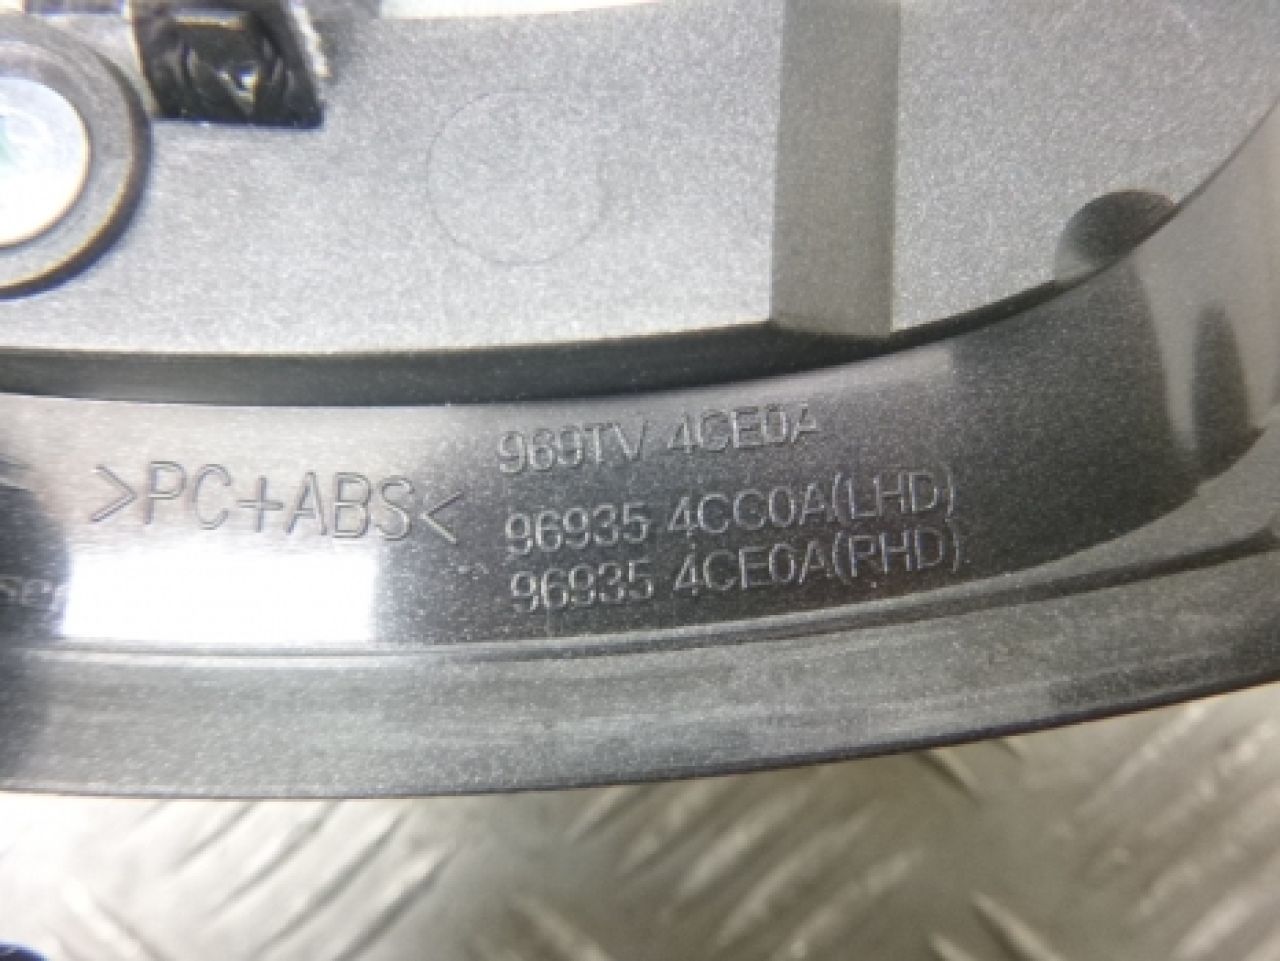 >PC+ABS<
969TV 4CE0A
96935 4CC0A(LHD)
96935 4CE0A(RHD)